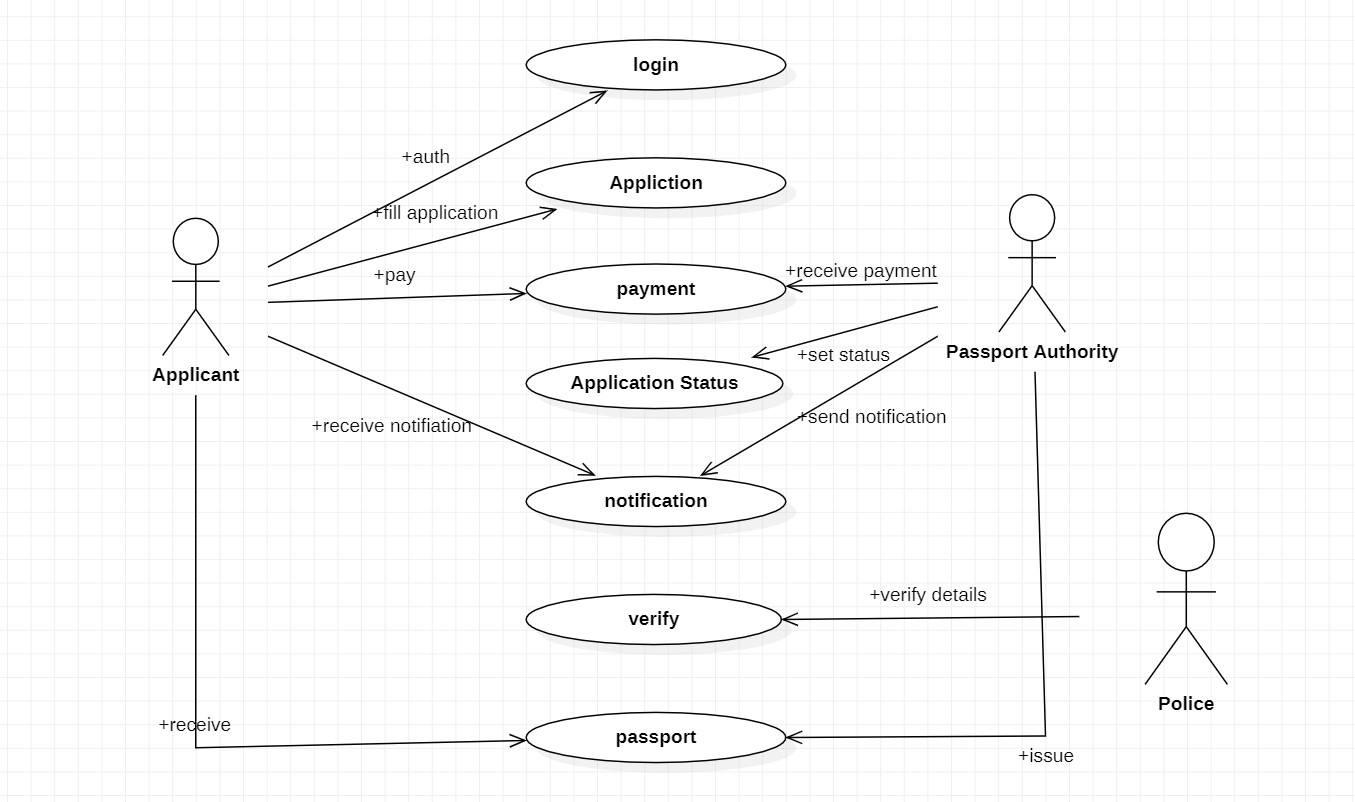 login
+auth
Appliction
+fill application
+pay
payment
+receive payment
Passport Authority
+set status
Applicant
Application Status
+receive notifiation
+send notification
notification
+verify details
verify
Police
+receive
passport
+issue